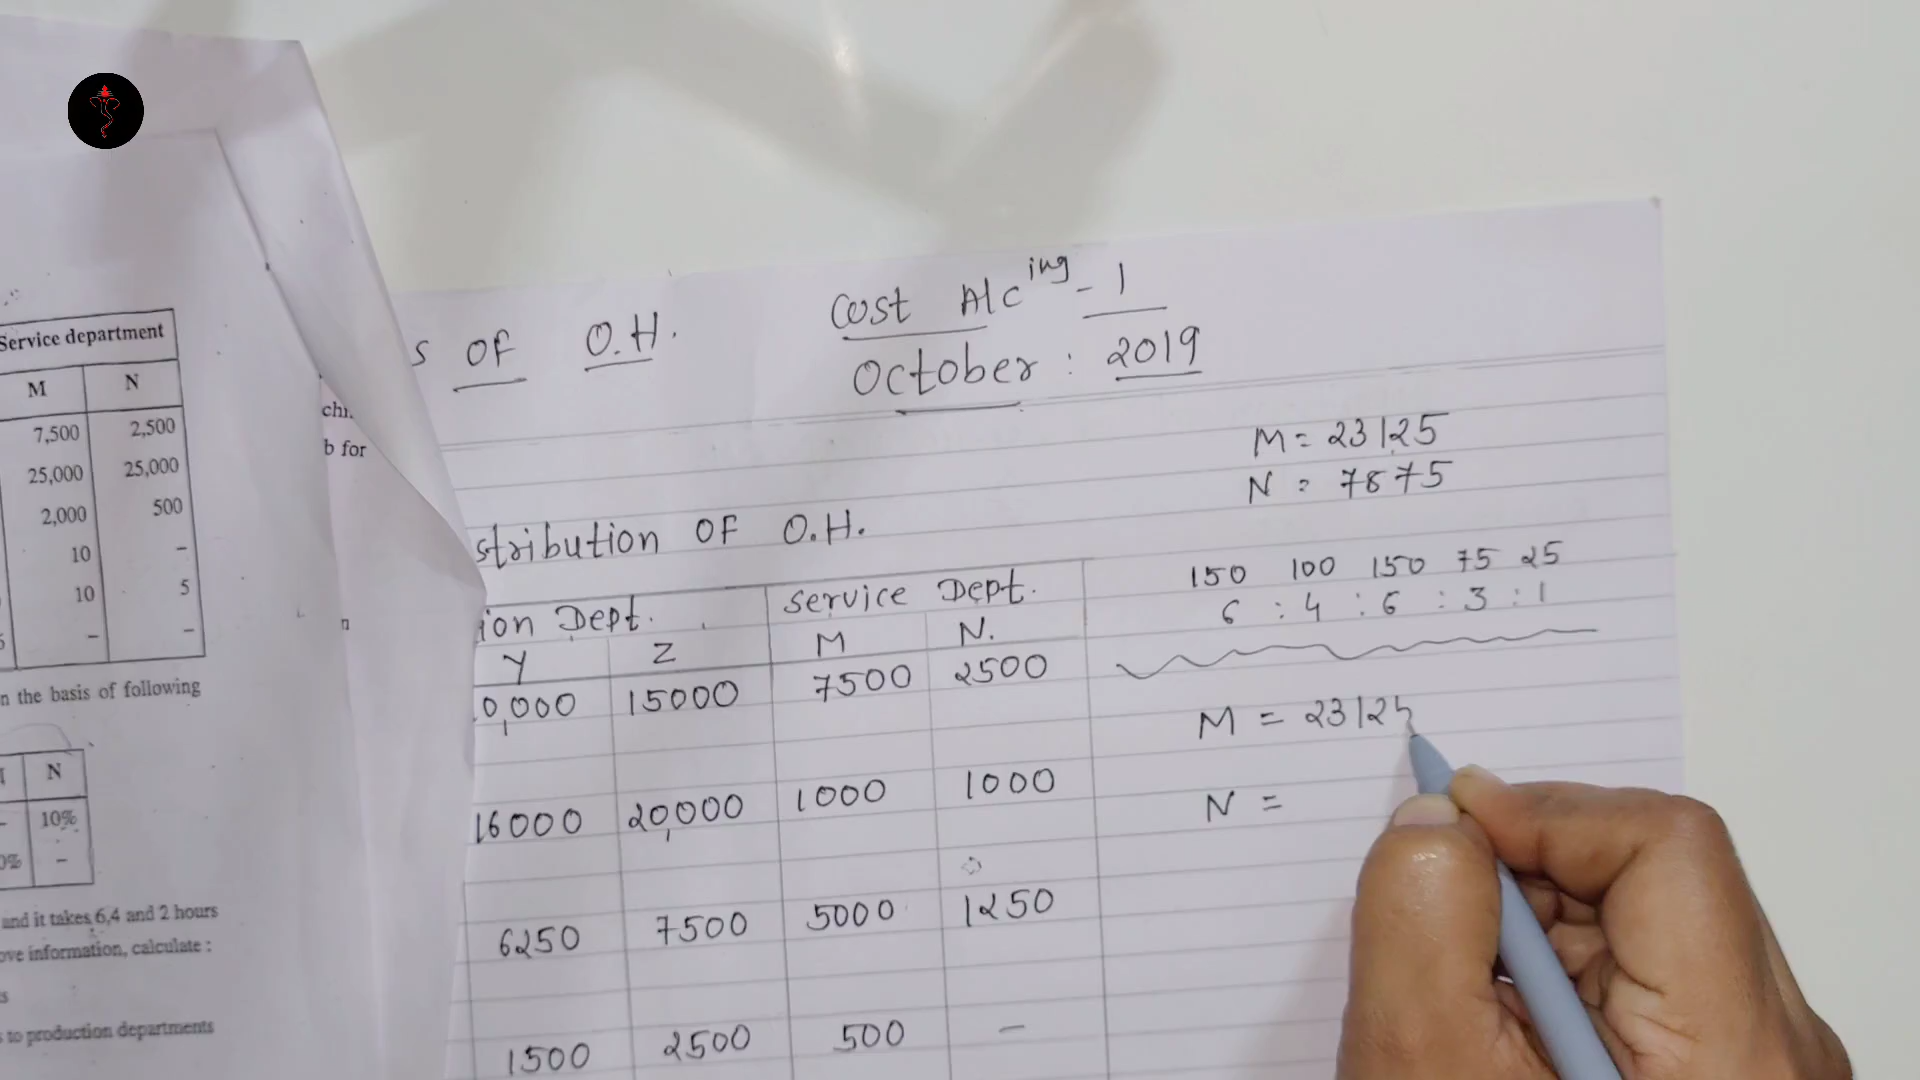 Service department
M N
7,500 2,500
25,000 25,000
2,000 500
10 –
10 5
– –
n the basis of following
N
– 10%
0% –
and it takes 6,4 and 2 hours
ove information, calculate :
s
s to production departments
chi.
b for
n
s OF O.H.
Cost A/c ing - 1
October : 2019
M = 23125
N = 7875
stribution OF O.H.
150 100 150 75 25
6 : 4 : 6 : 3 : 1
ion Dept. Service Dept.
Y Z M N.
0,000 15000 7500 2500
M = 23125
16000 20,000 1000 1000
N =
6250 7500 5000 1250
1500 2500 500 –